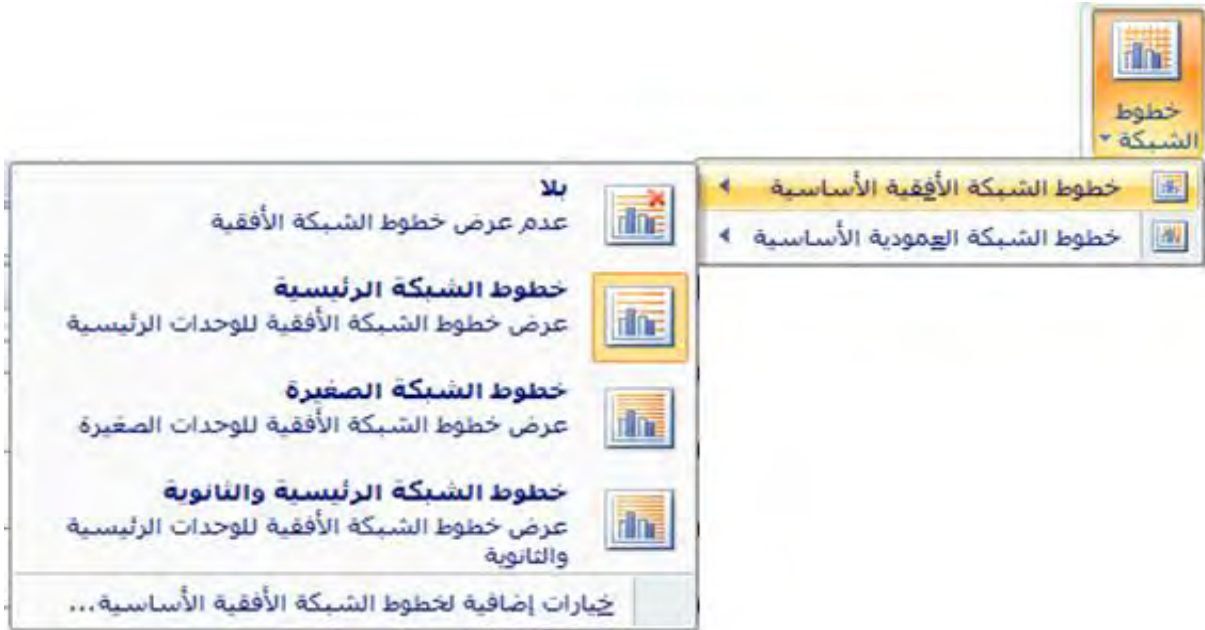 خطوط
الشبكة
خطوط الشبكة الأفقية الأساسية
خطوط الشبكة العمودية الأساسية
بلا
عدم عرض خطوط الشبكة الأفقية
خطوط الشبكة الرئيسية
عرض خطوط الشبكة الأفقية للوحدات الرئيسية
خطوط الشبكة الصغيرة
عرض خطوط الشبكة الأفقية للوحدات الصغيرة
خطوط الشبكة الرئيسية والثانوية
عرض خطوط الشبكة الأفقية للوحدات الرئيسية
والثانوية
خيارات إضافية لخطوط الشبكة الأفقية الأساسية...